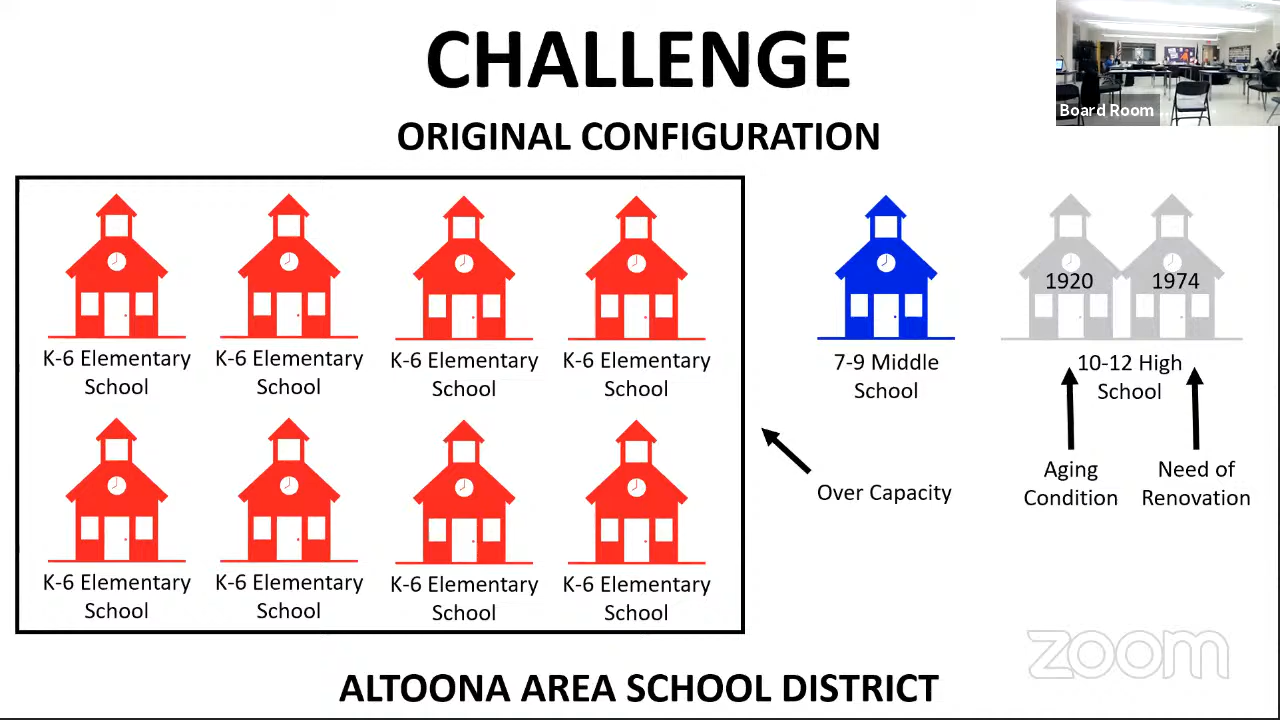 CHALLENGE
ORIGINAL CONFIGURATION
Board Room ...
K-6 Elementary
School
K-6 Elementary
School
K-6 Elementary
School
K-6 Elementary
School
K-6 Elementary
School
K-6 Elementary
School
K-6 Elementary
School
K-6 Elementary
School
7-9 Middle
School
1920
1974
10-12 High
School
Over Capacity
Aging
Condition
Need of
Renovation
zoom
ALTOONA AREA SCHOOL DISTRICT